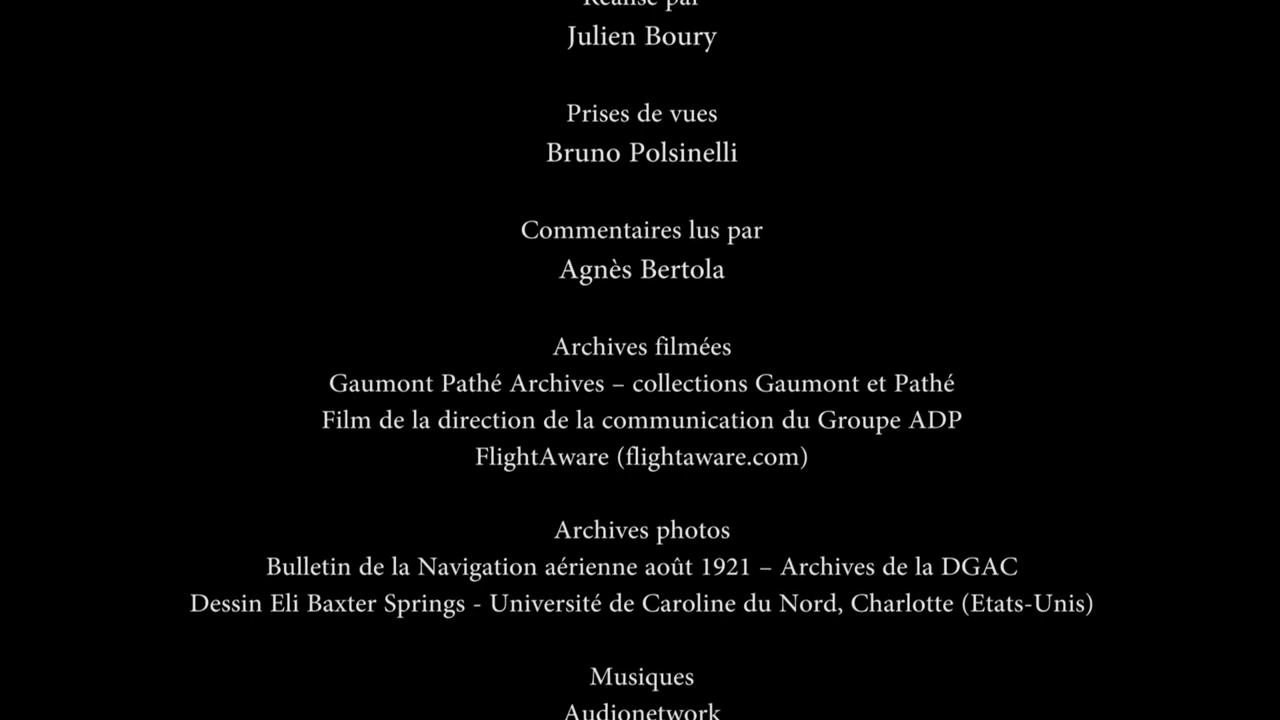 Réalisé par
Julien Boury
Prises de vues
Bruno Polsinelli
Commentaires lus par
Agnès Bertola
Archives filmées
Gaumont Pathé Archives – collections Gaumont et Pathé
Film de la direction de la communication du Groupe ADP
FlightAware (flightaware.com)
Archives photos
Bulletin de la Navigation aérienne août 1921 – Archives de la DGAC
Dessin Eli Baxter Springs - Université de Caroline du Nord, Charlotte (Etats-Unis)
Musiques
Audionetwork